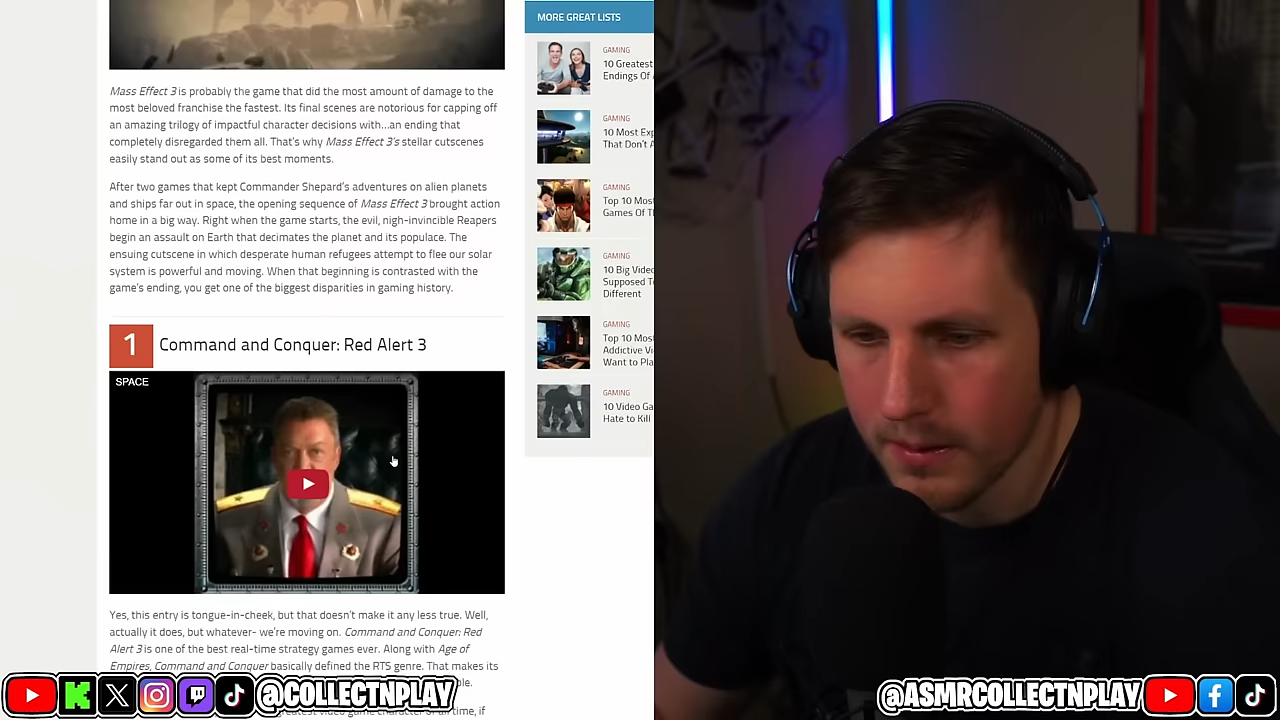 MORE GREAT LISTS
GAMING
10 Greatest
Endings Of
GAMING
10 Most Exp
That Don't A
GAMING
Top 10 Mos
Games Of T
GAMING
10 Big Video
Supposed T
Different
GAMING
Top 10 Mos
Addictive Vi
Want to Pla
GAMING
10 Video Ga
Hate to Kill
Mass Effect 3 is probably the game that did the most amount of damage to the
most beloved franchise the fastest. Its final scenes are notorious for capping off
an amazing trilogy of impactful character decisions with…an ending that
completely disregarded them all. That's why Mass Effect 3's stellar cutscenes
easily stand out as some of its best moments.
After two games that kept Commander Shepard's adventures on alien planets
and ships far out in space, the opening sequence of Mass Effect 3 brought action
home in a big way. Right when the game starts, the evil, nigh-invincible Reapers
begin an assault on Earth that decimates the planet and its populace. The
ensuing cutscene in which desperate human refugees attempt to flee our solar
system is powerful and moving. When that beginning is contrasted with the
game's ending, you get one of the biggest disparities in gaming history.
1 Command and Conquer: Red Alert 3
SPACE
Yes, this entry is tongue-in-cheek, but that doesn't make it any less true. Well,
actually it does, but whatever- we're moving on. Command and Conquer: Red
Alert 3 is one of the best real-time strategy games ever. Along with Age of
Empires, Command and Conquer basically defined the RTS genre. That makes its
video game character of all time, if
@COLLECTNPLAY
@ASMRCOLLECTNPLAY